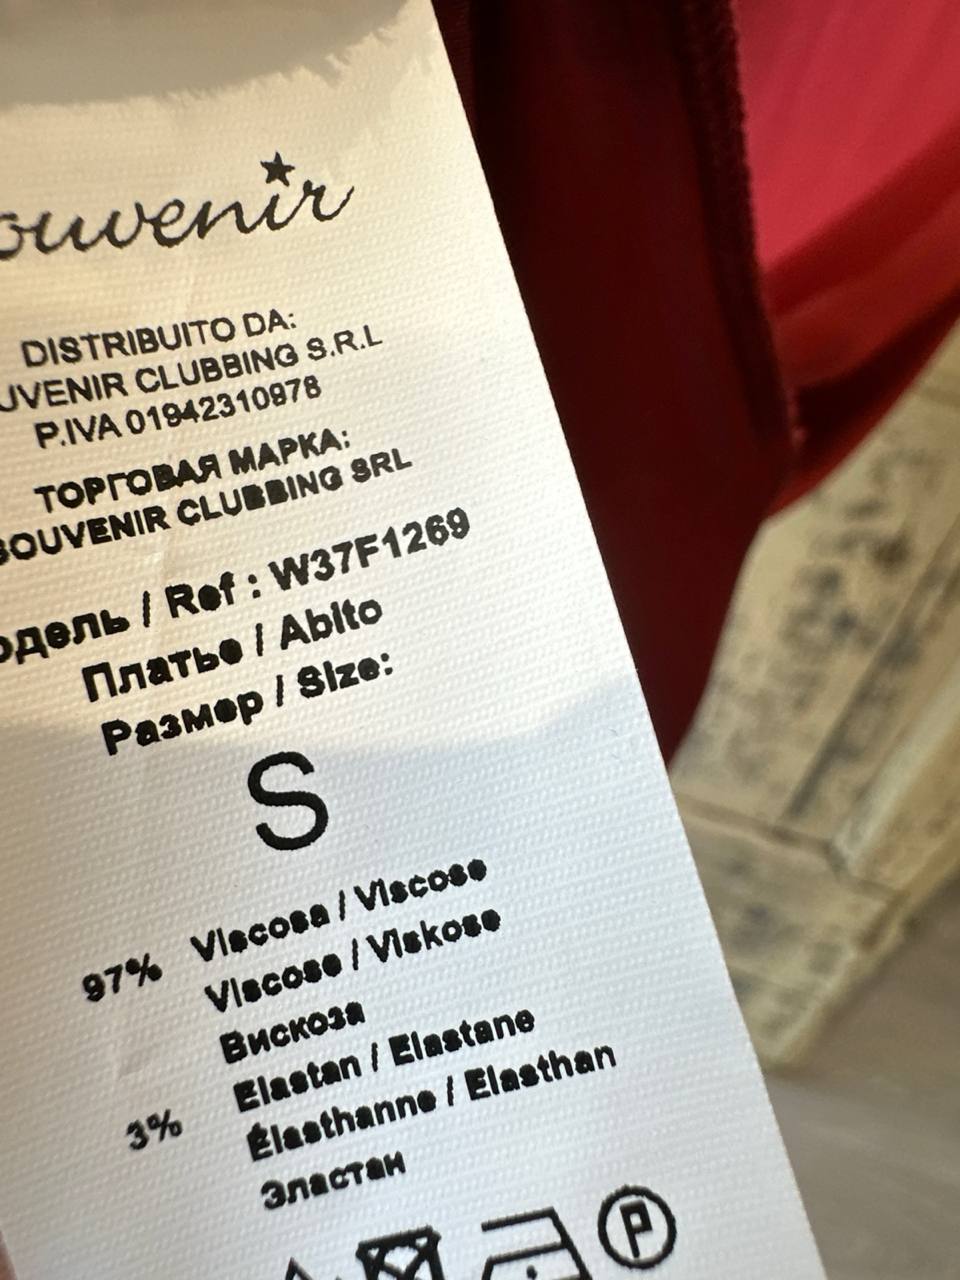 ouvenir
DISTRIBUITO DA:
UVENIR CLUBBING S.R.L
P.IVA 01942310978
ТОРГОВАЯ МАРКА:
SOUVENIR CLUBBING SRL
одель / Ref : W37F1269
Платье / Abito
Размер / Size:
S
97% Viscosa / Viscose
Viscose / Viskose
Вискоза
3% Elastan / Elastane
Élasthanne / Elasthan
Эластан
P